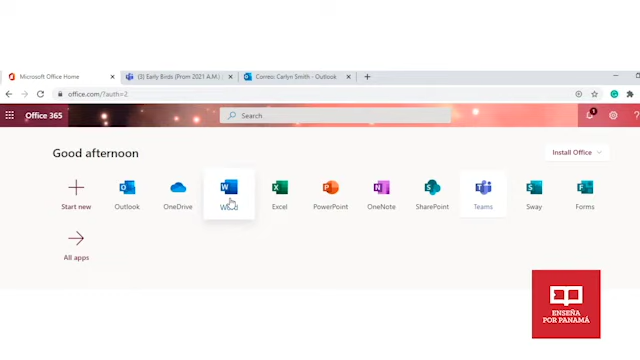 Microsoft Office Home
(3) Early Birds (Prom 2021 A.M.)
Correo: Carlyn Smith - Outlook
office.com/?auth=2
Office 365
Search
1
?
Good afternoon
Install Office
Start new
Outlook
OneDrive
Word
Excel
PowerPoint
OneNote
SharePoint
Teams
Sway
Forms
All apps
ENSEÑA
POR PANAMÁ